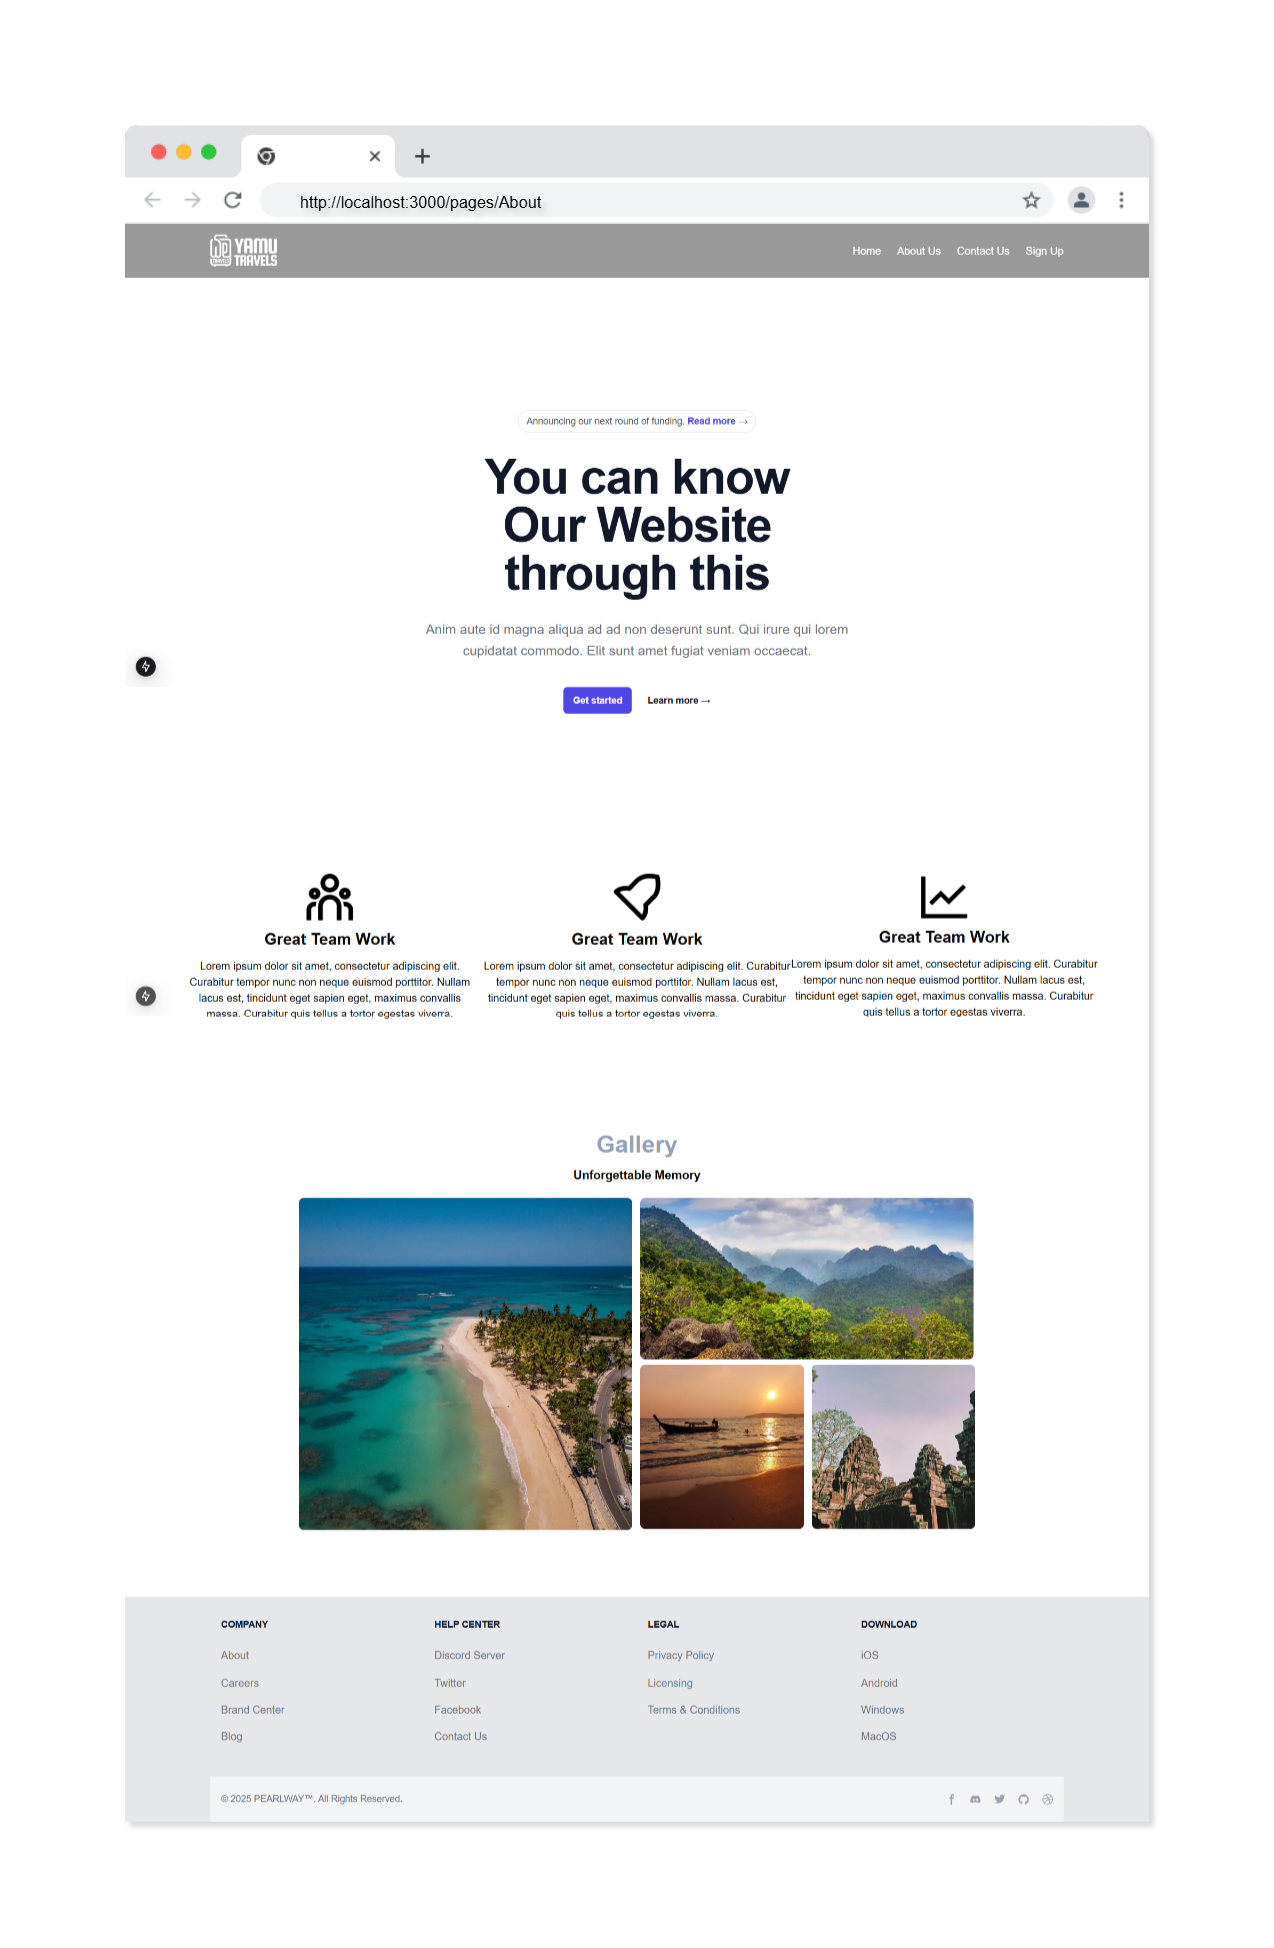 http://localhost:3000/pages/About
YAMU
TRAVELS
Home About Us Contact Us Sign Up
Announcing our next round of funding. Read more →
You can know
Our Website
through this
Anim aute id magna aliqua ad ad non deserunt sunt. Qui irure qui lorem
cupidatat commodo. Elit sunt amet fugiat veniam occaecat.
Get started Learn more →
Great Team Work
Lorem ipsum dolor sit amet, consectetur adipiscing elit.
Curabitur tempor nunc non neque euismod porttitor. Nullam
lacus est, tincidunt eget sapien eget, maximus convallis
massa. Curabitur quis tellus a tortor egestas viverra.
Great Team Work
Lorem ipsum dolor sit amet, consectetur adipiscing elit. Curabitur
tempor nunc non neque euismod porttitor. Nullam lacus est,
tincidunt eget sapien eget, maximus convallis massa. Curabitur
quis tellus a tortor egestas viverra.
Great Team Work
Lorem ipsum dolor sit amet, consectetur adipiscing elit. Curabitur
tempor nunc non neque euismod porttitor. Nullam lacus est,
tincidunt eget sapien eget, maximus convallis massa. Curabitur
quis tellus a tortor egestas viverra.
Gallery
Unforgettable Memory
COMPANY
About
Careers
Brand Center
Blog
HELP CENTER
Discord Server
Twitter
Facebook
Contact Us
LEGAL
Privacy Policy
Licensing
Terms & Conditions
DOWNLOAD
iOS
Android
Windows
MacOS
© 2025 PEARLWAY™. All Rights Reserved.